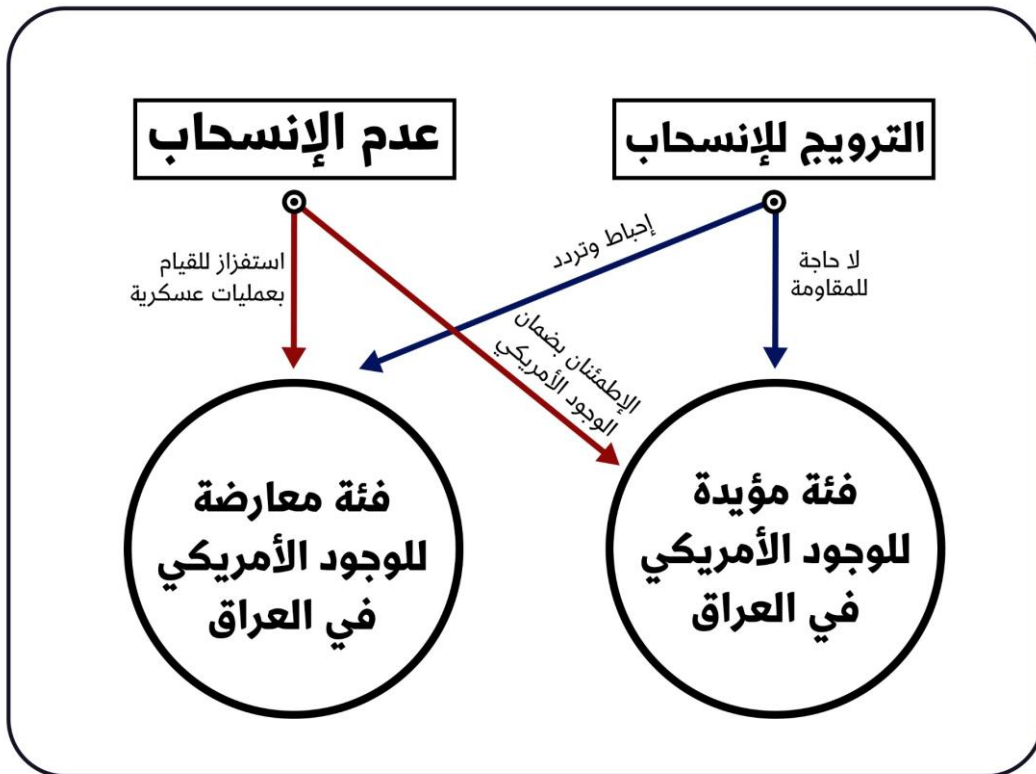 الترويج للإنسحاب
عدم الإنسحاب
لا حاجة
للمقاومة
إحباط وتردد
الإطمئنان بضمان
الوجود الأمريكي
استفزاز للقيام
بعمليات عسكرية
فئة مؤيدة
للوجود الأمريكي
في العراق
فئة معارضة
للوجود الأمريكي
في العراق